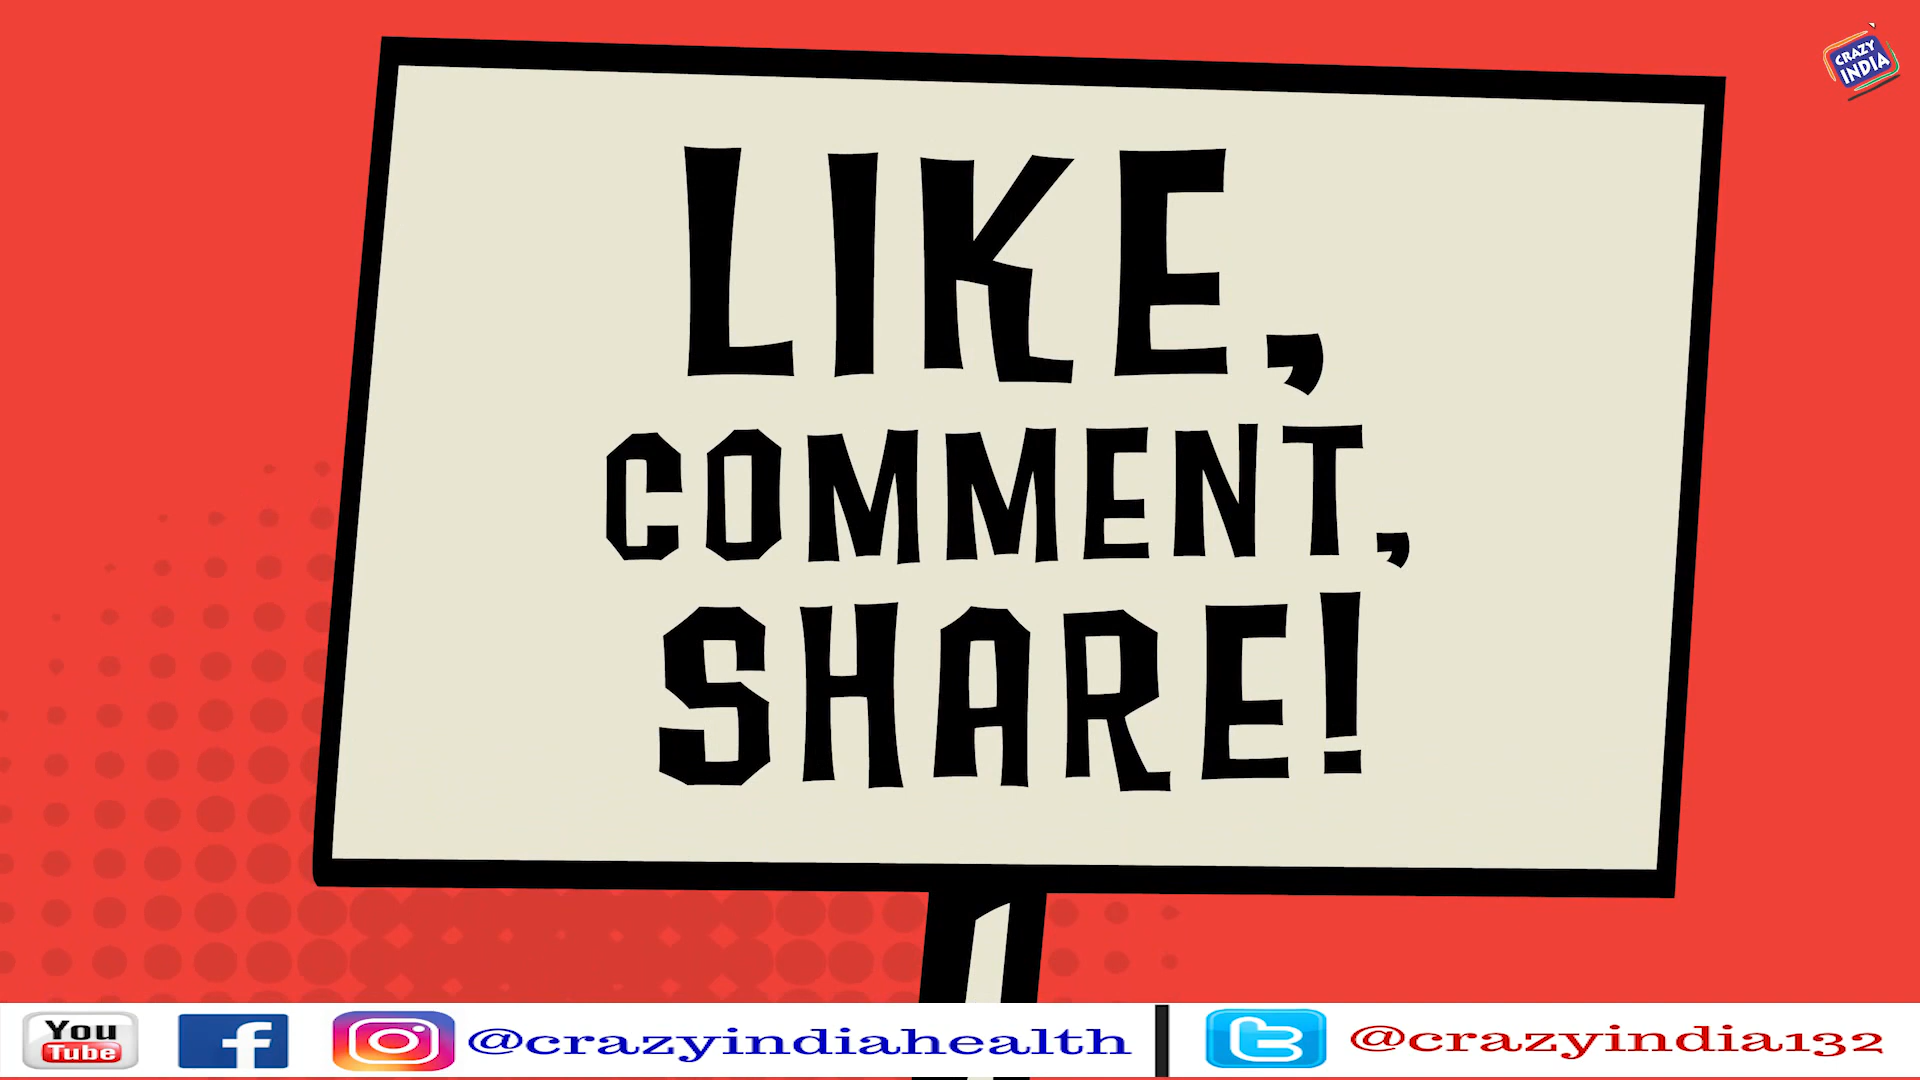 CRAZY
INDIA
LIKE,
COMMENT,
SHARE!
You
Tube
f
@crazyindiahealth
t
@crazyindia132